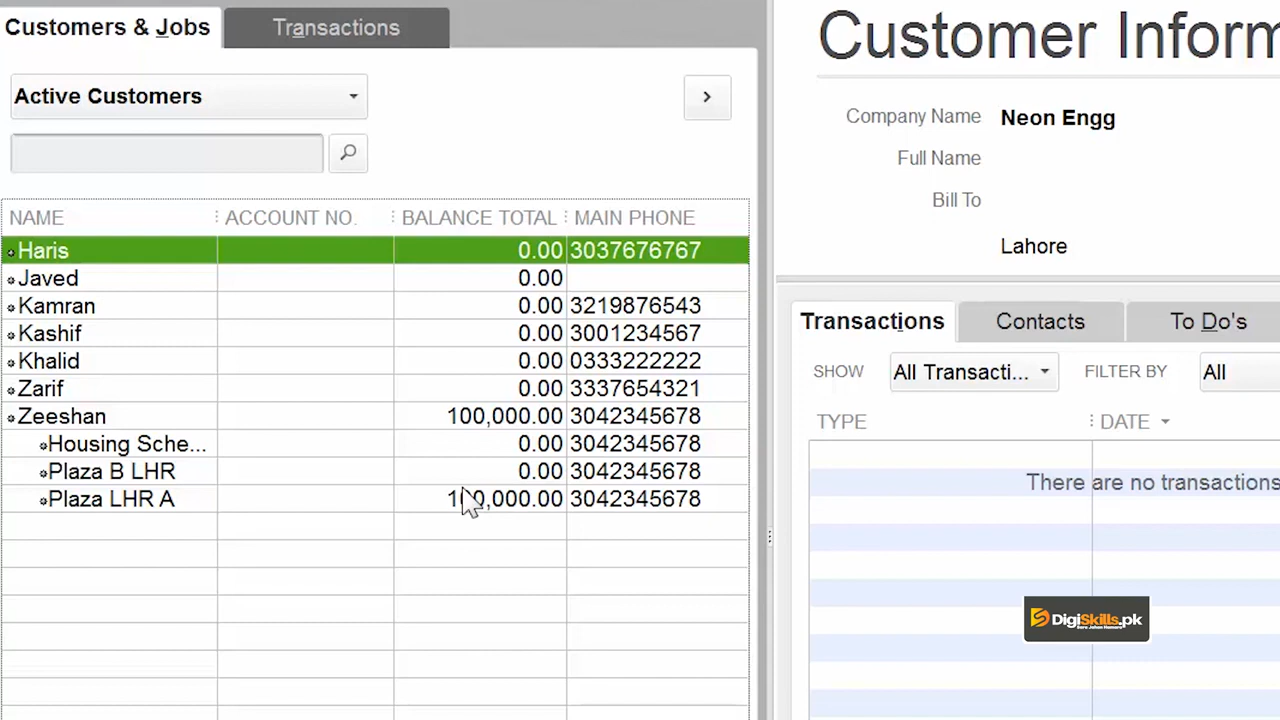 Customers & Jobs
Transactions
Active Customers
NAME ACCOUNT NO. BALANCE TOTAL MAIN PHONE
Haris 0.00 3037676767
Javed 0.00
Kamran 0.00 3219876543
Kashif 0.00 3001234567
Khalid 0.00 0333222222
Zarif 0.00 3337654321
Zeeshan 100,000.00 3042345678
Housing Sche... 0.00 3042345678
Plaza B LHR 0.00 3042345678
Plaza LHR A 100,000.00 3042345678
Customer Inform
Company Name Neon Engg
Full Name
Bill To
Lahore
Transactions Contacts To Do's
SHOW All Transacti... FILTER BY All
TYPE DATE
There are no transactions
DigiSkills.pk